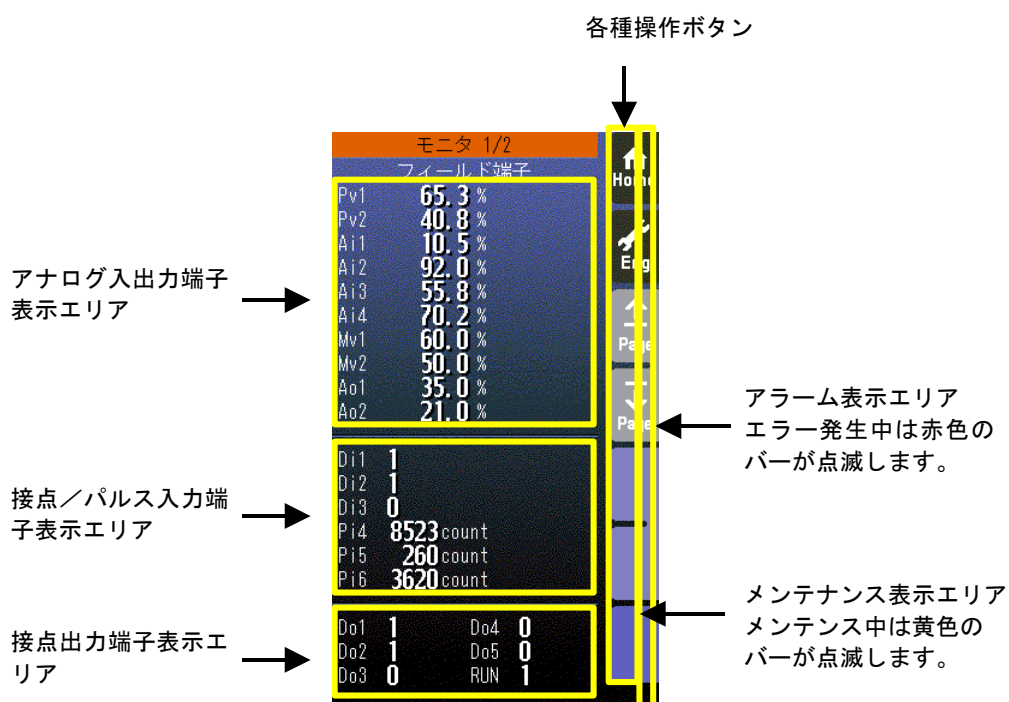 各種操作ボタン
モニタ 1/2
フィールド端子
Pv1 65.3 %
Pv2 40.8 %
Ai1 10.5 %
Ai2 92.0 %
Ai3 55.8 %
Ai4 70.2 %
Mv1 60.0 %
Mv2 50.0 %
Ao1 35.0 %
Ao2 21.0 %
Di1 1
Di2 1
Di3 0
Pi4 8523 count
Pi5 260 count
Pi6 3620 count
Do1 1 Do4 0
Do2 1 Do5 0
Do3 0 RUN 1
Home
Eng
Page
Page
アナログ入出力端子
表示エリア
接点／パルス入力端
子表示エリア
接点出力端子表示エ
リア
アラーム表示エリア
エラー発生中は赤色の
バーが点滅します。
メンテナンス表示エリア
メンテンス中は黄色の
バーが点滅します。